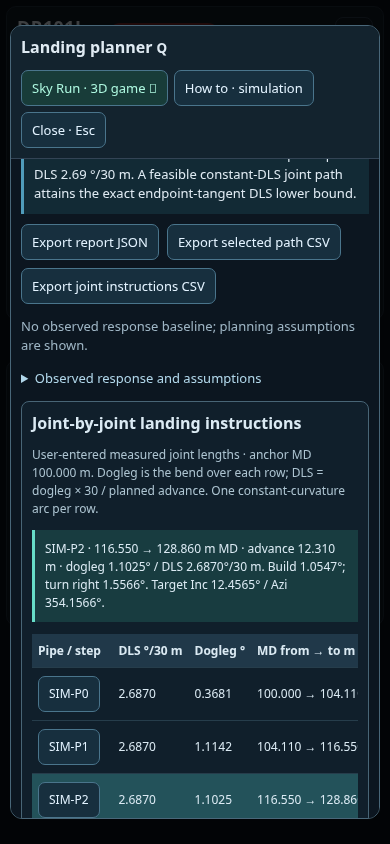 Landing planner Q
Sky Run · 3D game
How to · simulation
Close · Esc
DLS 2.69 °/30 m. A feasible constant-DLS joint path
attains the exact endpoint-tangent DLS lower bound.
Export report JSON
Export selected path CSV
Export joint instructions CSV
No observed response baseline; planning assumptions
are shown.
▶ Observed response and assumptions
Joint-by-joint landing instructions
User-entered measured joint lengths · anchor MD
100.000 m. Dogleg is the bend over each row; DLS =
dogleg × 30 / planned advance. One constant-curvature
arc per row.
SIM-P2 · 116.550 → 128.860 m MD · advance 12.310
m · dogleg 1.1025° / DLS 2.6870°/30 m. Build 1.0547°;
turn right 1.5566°. Target Inc 12.4565° / Azi
354.1566°.
Pipe / step DLS °/30 m Dogleg ° MD from → to m
SIM-P0 2.6870 0.3681 100.000 → 104.11
SIM-P1 2.6870 1.1142 104.110 → 116.55
SIM-P2 2.6870 1.1025 116.550 → 128.86